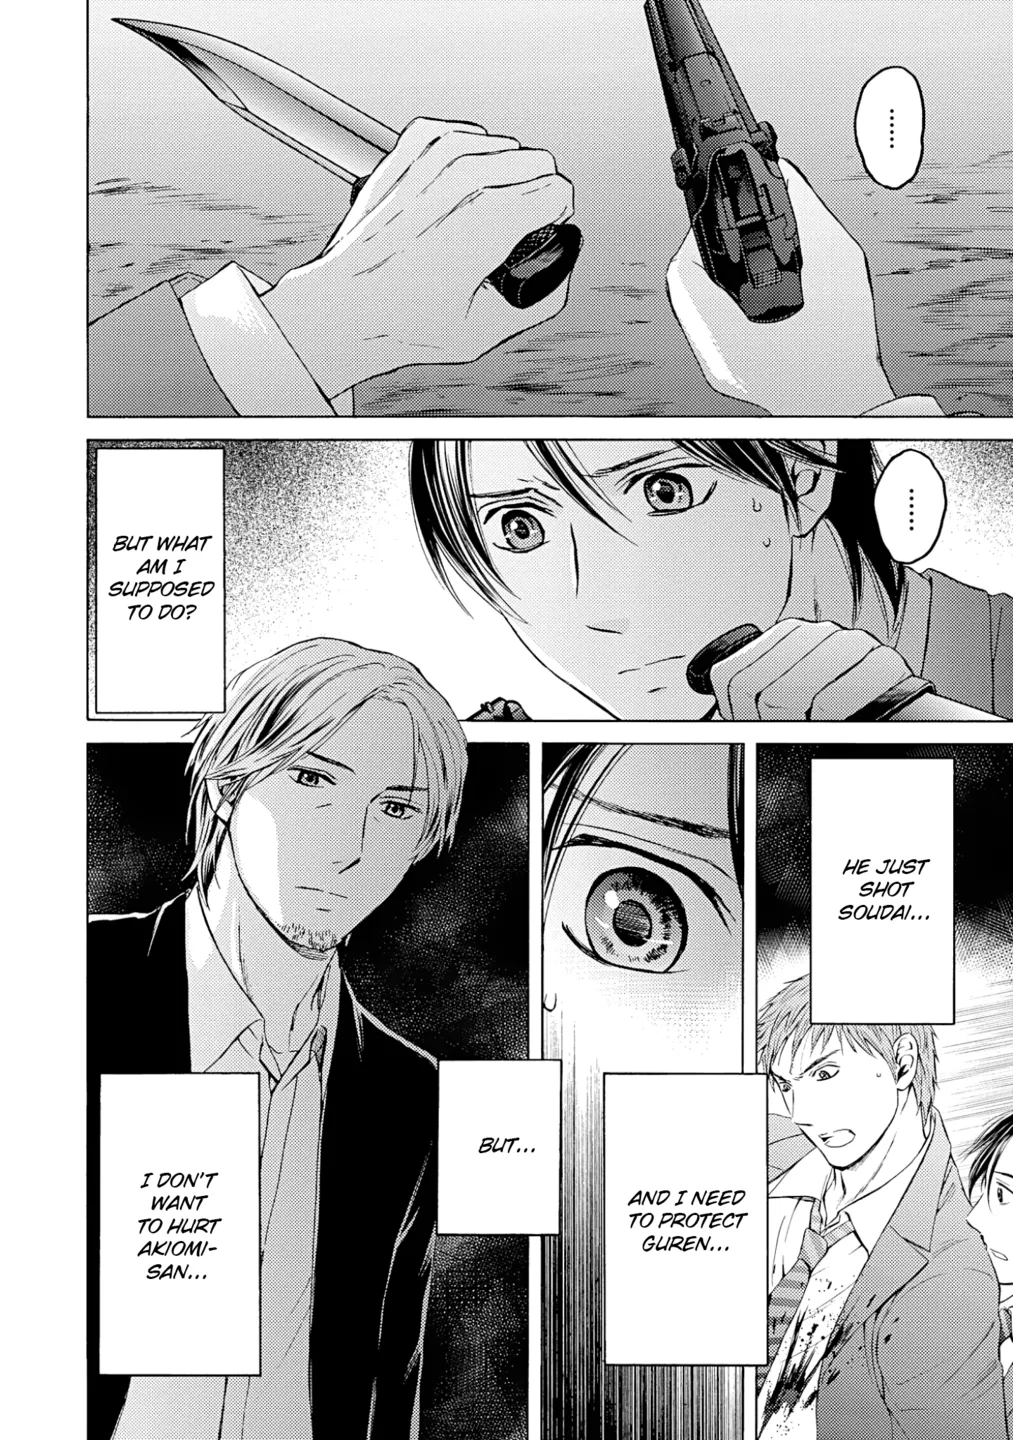 ......
......
BUT WHAT
AM I
SUPPOSED
TO DO?
HE JUST
SHOT
SOUDAI...
AND I NEED
TO PROTECT
GUREN...
BUT...
I DON'T
WANT
TO HURT
AKIOMI-
SAN...